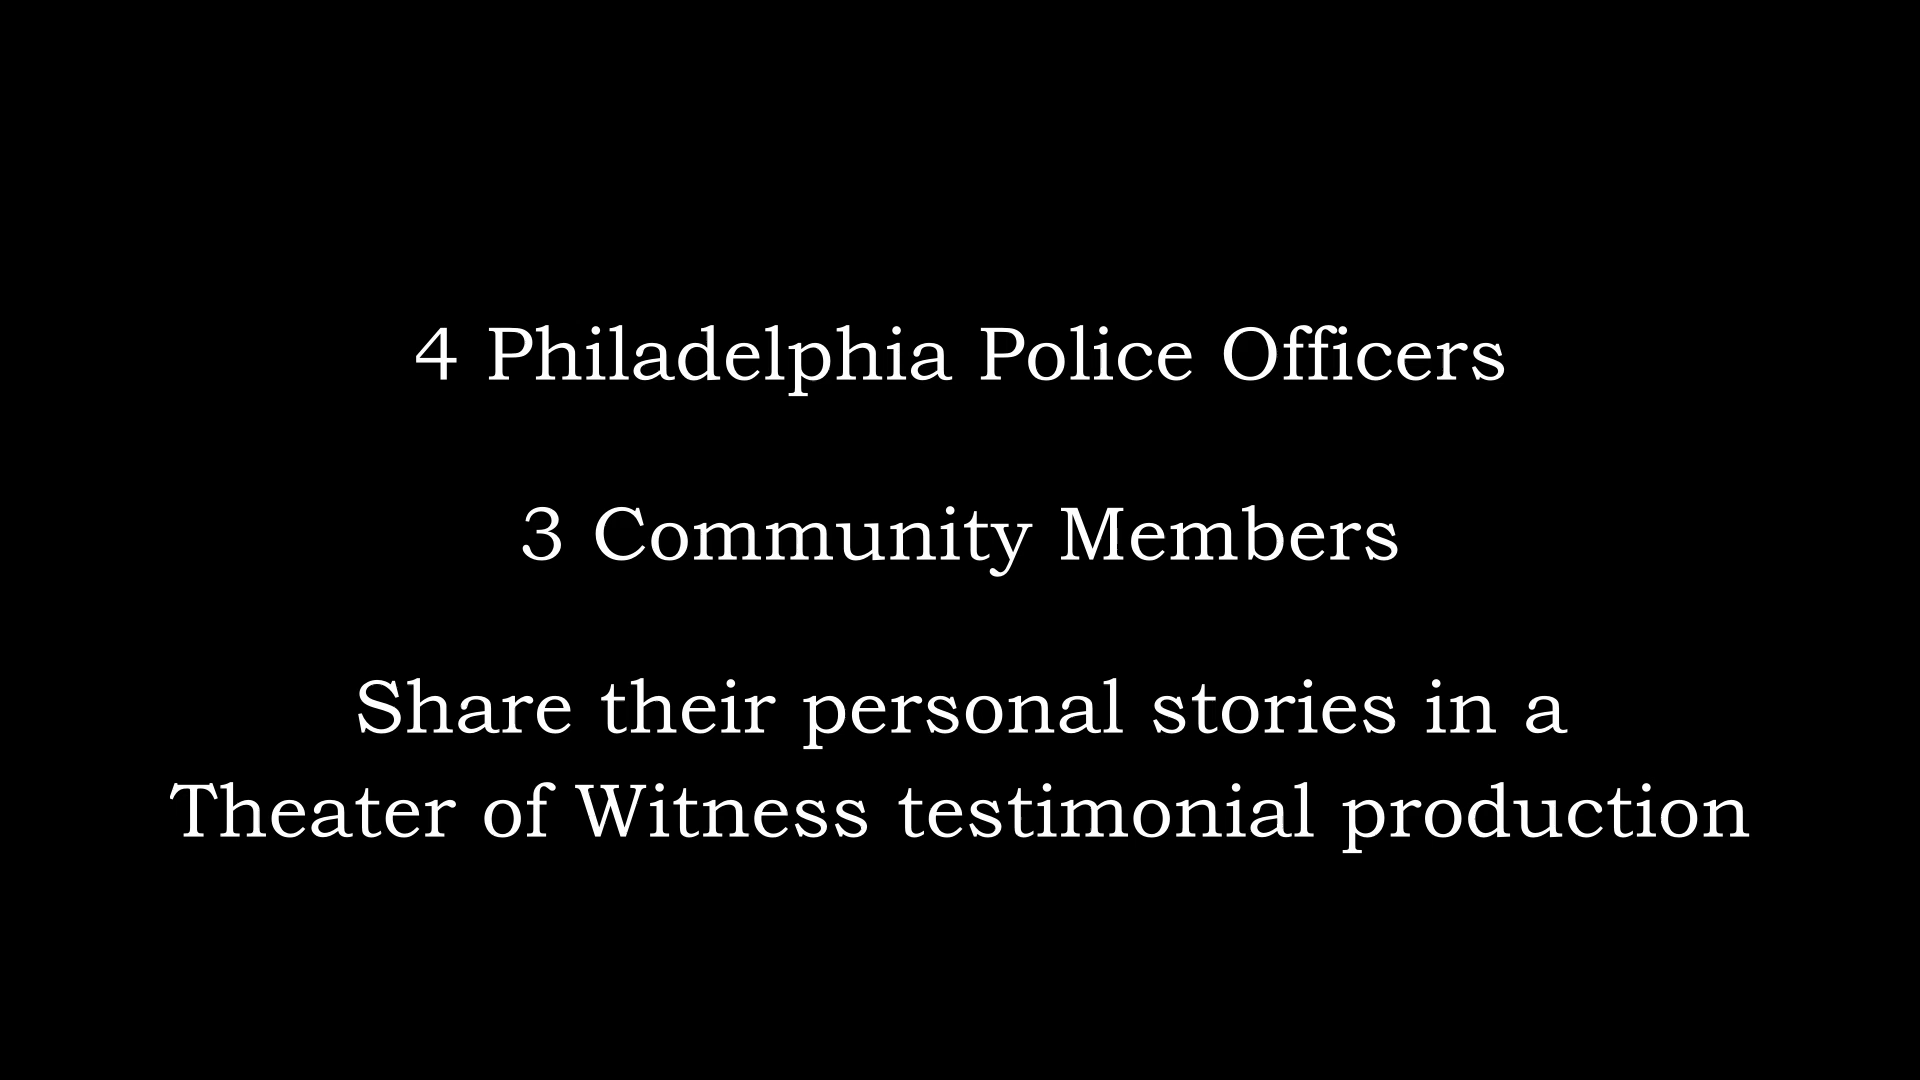 4 Philadelphia Police Officers
3 Community Members
Share their personal stories in a
Theater of Witness testimonial production